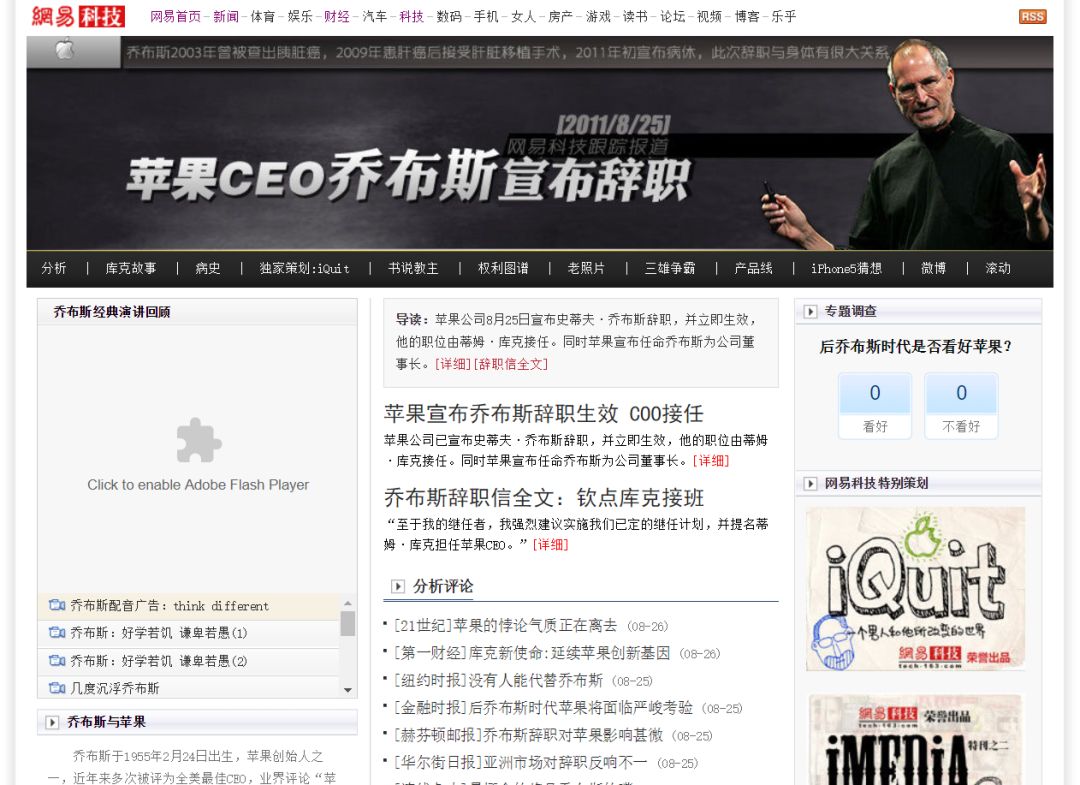 網易 科技
网易首页 - 新闻 - 体育 - 娱乐 - 财经 - 汽车 - 科技 - 数码 - 手机 - 女人 - 房产 - 游戏 - 读书 - 论坛 - 视频 - 博客 - 乐乎
RSS
乔布斯2003年曾被查出胰脏癌，2009年患肝癌后接受肝脏移植手术，2011年初宣布病休，此次辞职与身体有很大关系
[2011/8/25]
网易科技跟踪报道
苹果CEO乔布斯宣布辞职
分析 | 库克故事 | 病史 | 独家策划:iQuit | 书说教主 | 权利图谱 | 老照片 | 三雄争霸 | 产品线 | iPhone5猜想 | 微博 | 滚动
乔布斯经典演讲回顾
Click to enable Adobe Flash Player
乔布斯配音广告：think different
乔布斯：好学若饥 谦卑若愚(1)
乔布斯：好学若饥 谦卑若愚(2)
几度沉浮乔布斯
乔布斯与苹果
乔布斯于1955年2月24日出生，苹果创始人之
一，近年来多次被评为全美最佳CEO，业界评论“苹
导读：苹果公司8月25日宣布史蒂夫·乔布斯辞职，并立即生效，
他的职位由蒂姆·库克接任。同时苹果宣布任命乔布斯为公司董
事长。[详细][辞职信全文]
苹果宣布乔布斯辞职生效 COO接任
苹果公司已宣布史蒂夫·乔布斯辞职，并立即生效，他的职位由蒂姆
·库克接任。同时苹果宣布任命乔布斯为公司董事长。[详细]
乔布斯辞职信全文：钦点库克接班
“至于我的继任者，我强烈建议实施我们已定的继任计划，并提名蒂
姆·库克担任苹果CEO。”[详细]
分析评论
[21世纪]苹果的悖论气质正在离去 (08-26)
[第一财经]库克新使命:延续苹果创新基因 (08-26)
[纽约时报]没有人能代替乔布斯 (08-25)
[金融时报]后乔布斯时代苹果将面临严峻考验 (08-25)
[赫芬顿邮报]乔布斯辞职对苹果影响甚微 (08-25)
[华尔街日报]亚洲市场对辞职反响不一 (08-25)
专题调查
后乔布斯时代是否看好苹果？
0 0
看好 不看好
网易科技特别策划
iQuit
一个男人和他所改变的世界
網易 科技 荣誉出品
tech.163.com
網易 科技 荣誉出品
tech.163.com
特刊之二
iMEDiA